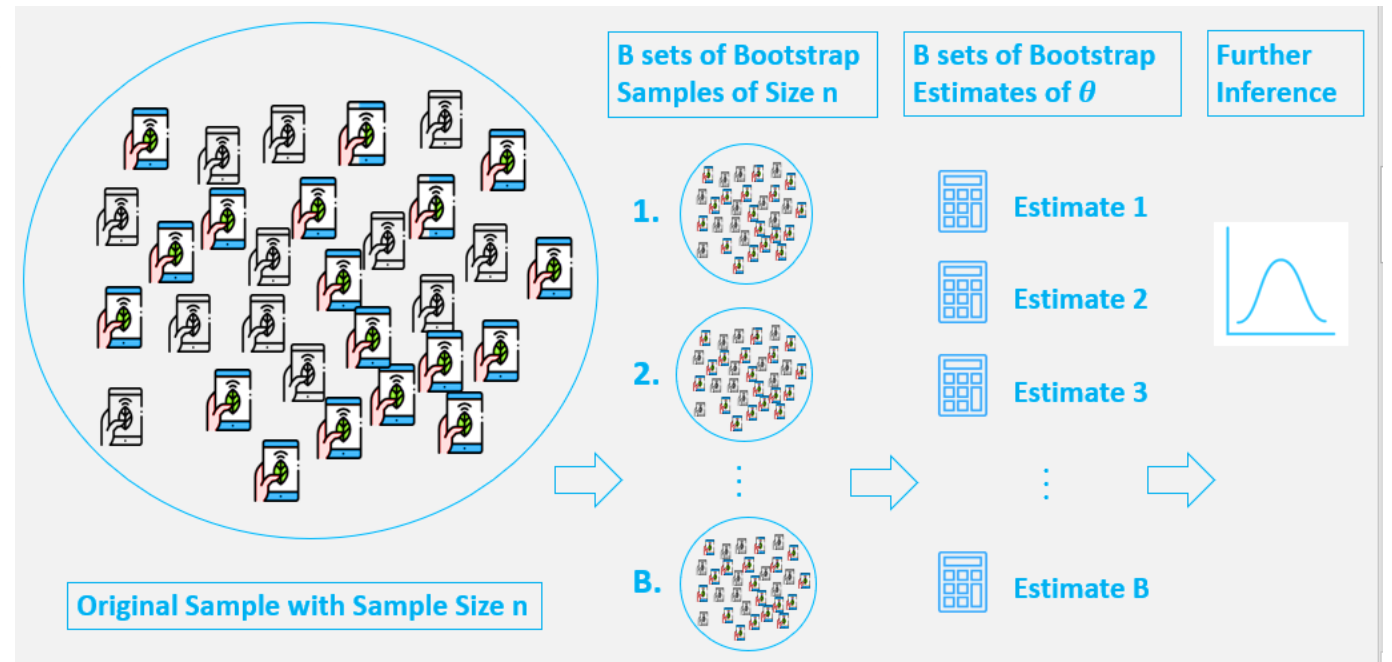 B sets of Bootstrap
Samples of Size n
B sets of Bootstrap
Estimates of θ
Further
Inference
1.
2.
⋮
B.
Estimate 1
Estimate 2
Estimate 3
⋮
Estimate B
Original Sample with Sample Size n